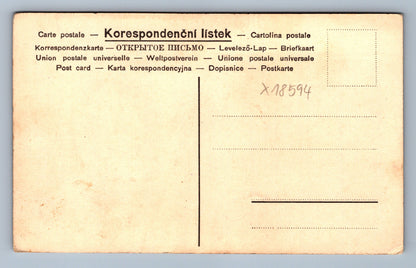 Carte postale — Korespondenční lístek — Cartolina postale
Korrespondenzkarte — ОТКРЫТОЕ ПИСЬМО — Levelező-Lap — Briefkaart
Union postale universelle — Weltpostverein — Unione postale universale
Post card — Karta korespondencyjna — Dopisnice — Postkarte
X18594